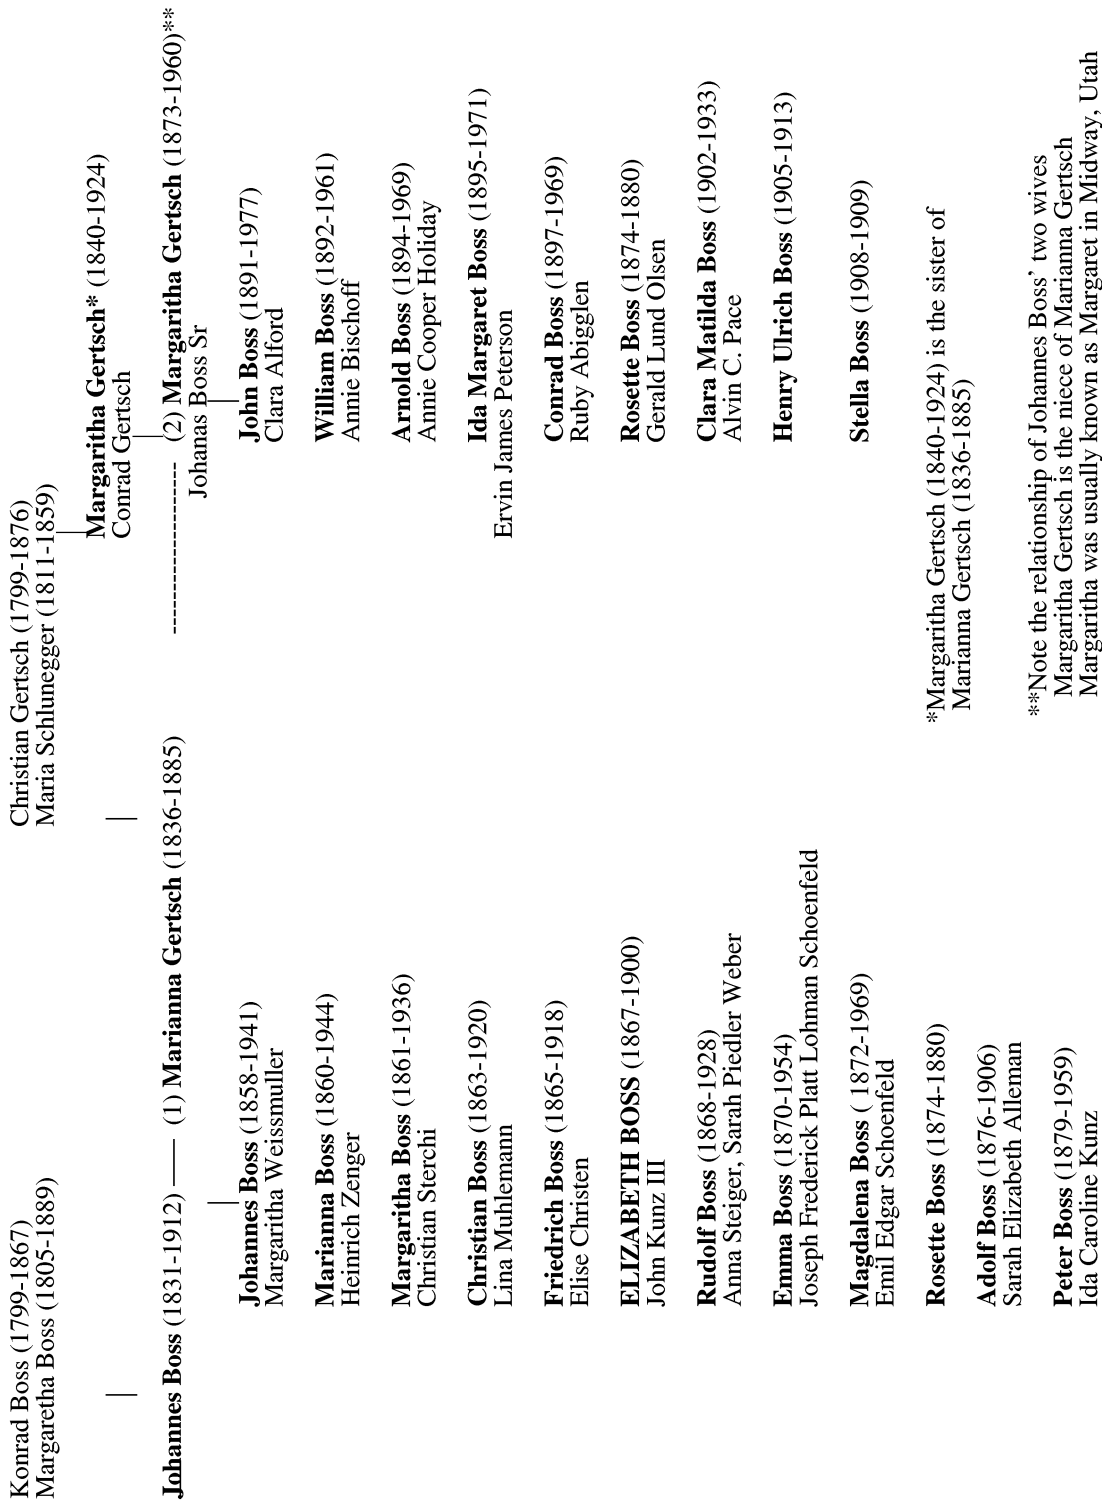 Konrad Boss (1799-1867)
Margaretha Boss (1805-1889)
Christian Gertsch (1799-1876)
Maria Schlunegger (1811-1859)
Margaritha Gertsch* (1840-1924)
Conrad Gertsch
Johannes Boss (1831-1912) —— (1) Marianna Gertsch (1836-1885) -------------------- (2) Margaritha Gertsch (1873-1960)**
Johanas Boss Sr
Johannes Boss (1858-1941)
Margaritha Weissmuller
Marianna Boss (1860-1944)
Heinrich Zenger
Margaritha Boss (1861-1936)
Christian Sterchi
Christian Boss (1863-1920)
Lina Muhlemann
Friedrich Boss (1865-1918)
Elise Christen
ELIZABETH BOSS (1867-1900)
John Kunz III
Rudolf Boss (1868-1928)
Anna Steiger, Sarah Piedler Weber
Emma Boss (1870-1954)
Joseph Frederick Platt Lohman Schoenfeld
Magdalena Boss ( 1872-1969)
Emil Edgar Schoenfeld
Rosette Boss (1874-1880)
Adolf Boss (1876-1906)
Sarah Elizabeth Alleman
Peter Boss (1879-1959)
Ida Caroline Kunz
John Boss (1891-1977)
Clara Alford
William Boss (1892-1961)
Annie Bischoff
Arnold Boss (1894-1969)
Annie Cooper Holiday
Ida Margaret Boss (1895-1971)
Ervin James Peterson
Conrad Boss (1897-1969)
Ruby Abigglen
Rosette Boss (1874-1880)
Gerald Lund Olsen
Clara Matilda Boss (1902-1933)
Alvin C. Pace
Henry Ulrich Boss (1905-1913)
Stella Boss (1908-1909)
*Margaritha Gertsch (1840-1924) is the sister of
Marianna Gertsch (1836-1885)
**Note the relationship of Johannes Boss' two wives
Margaritha Gertsch is the niece of Marianna Gertsch
Margaritha was usually known as Margaret in Midway, Utah